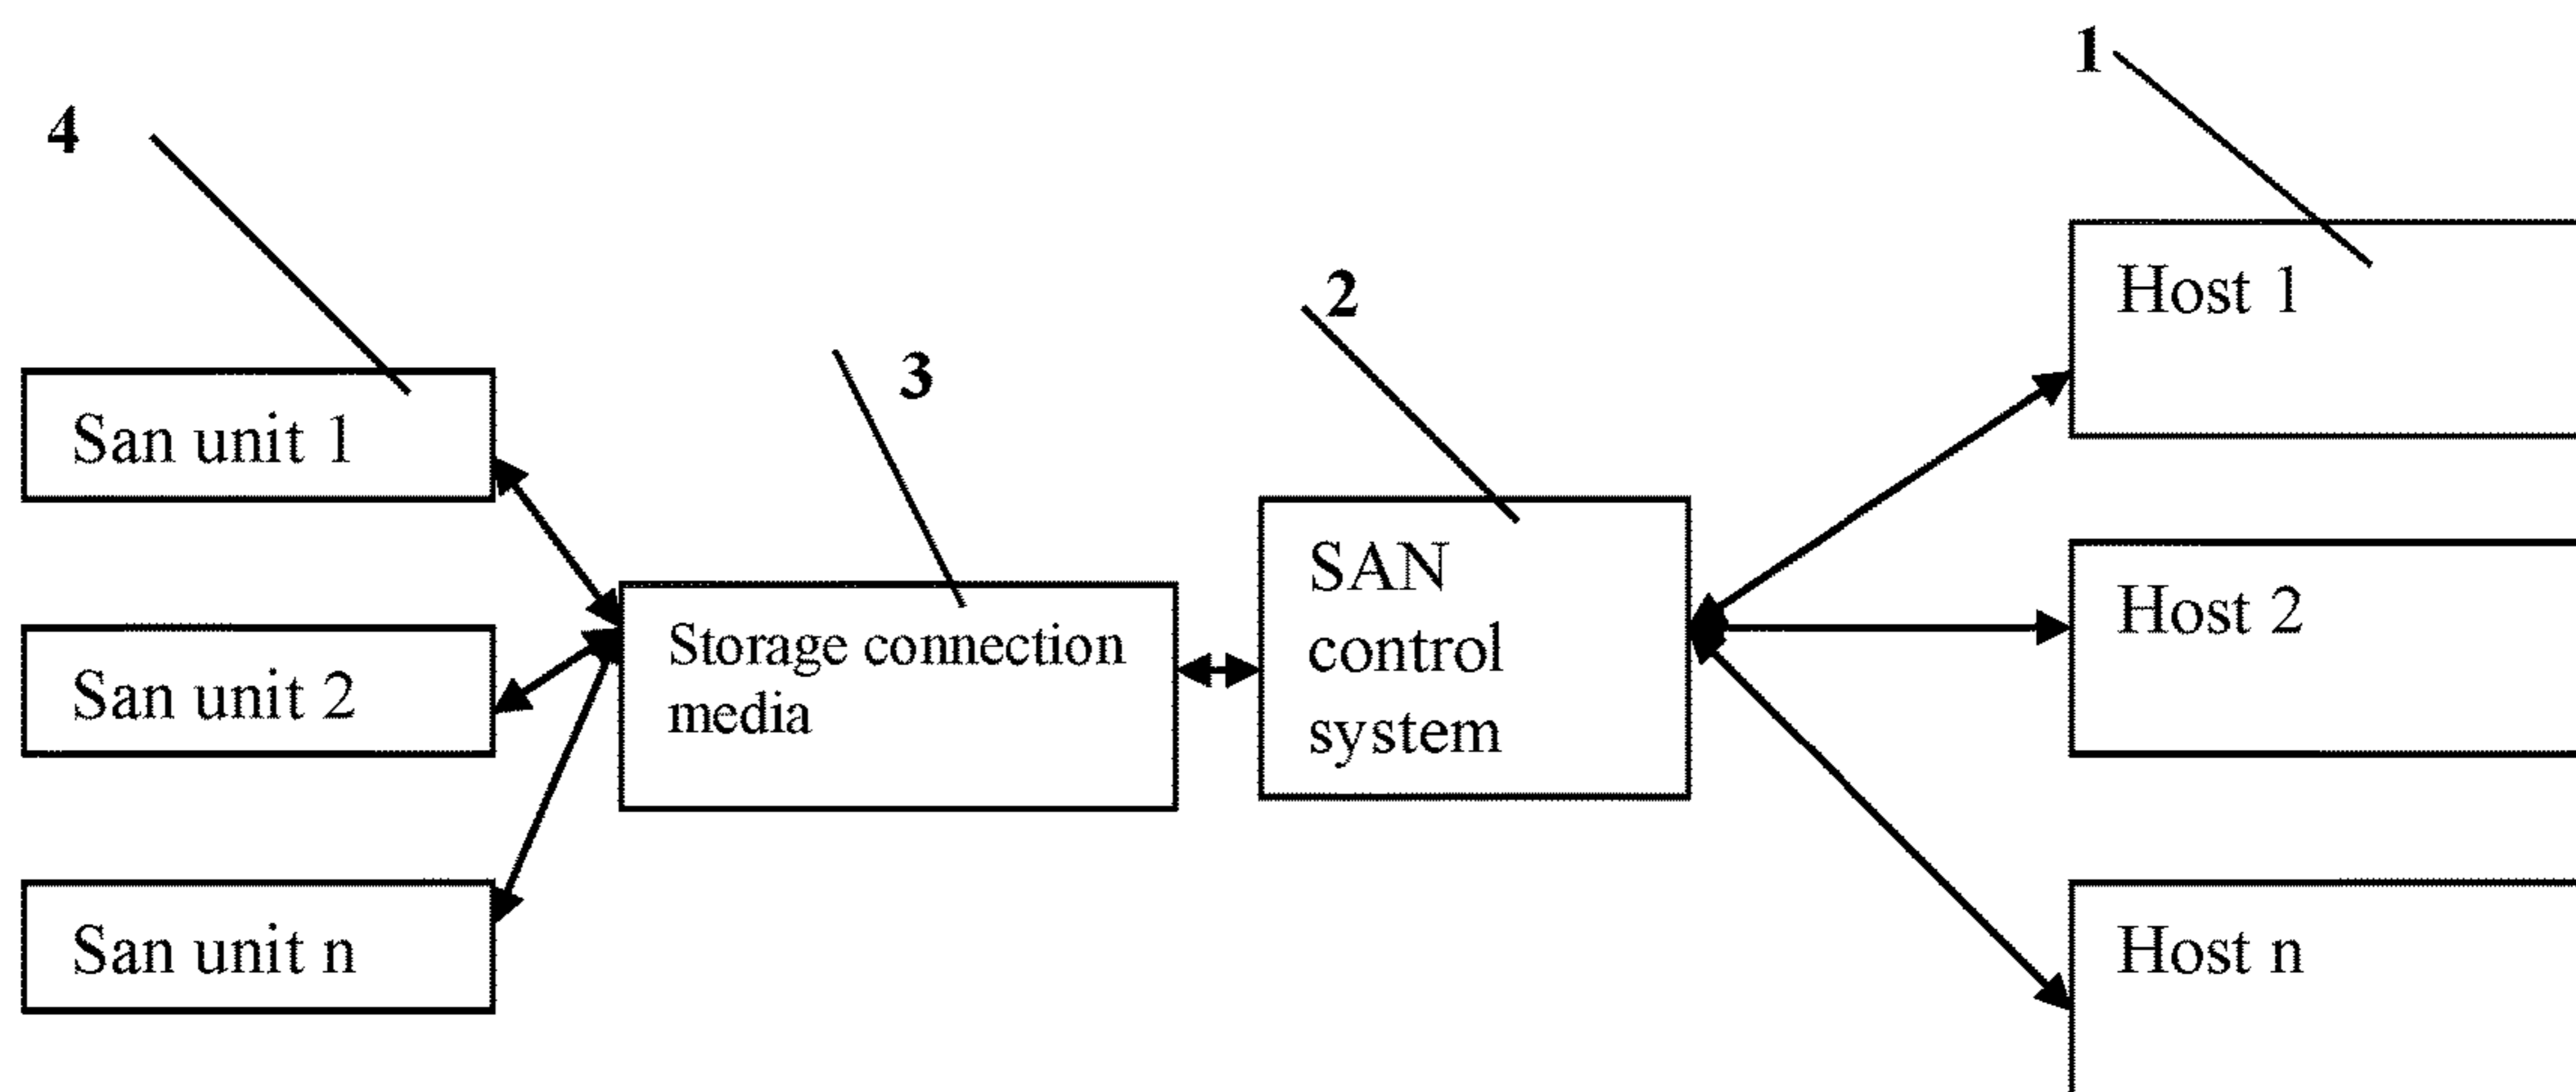 1
4
2
3
Host 1
San unit 1
Storage connection
media
SAN
control
system
Host 2
San unit 2
San unit n
Host n